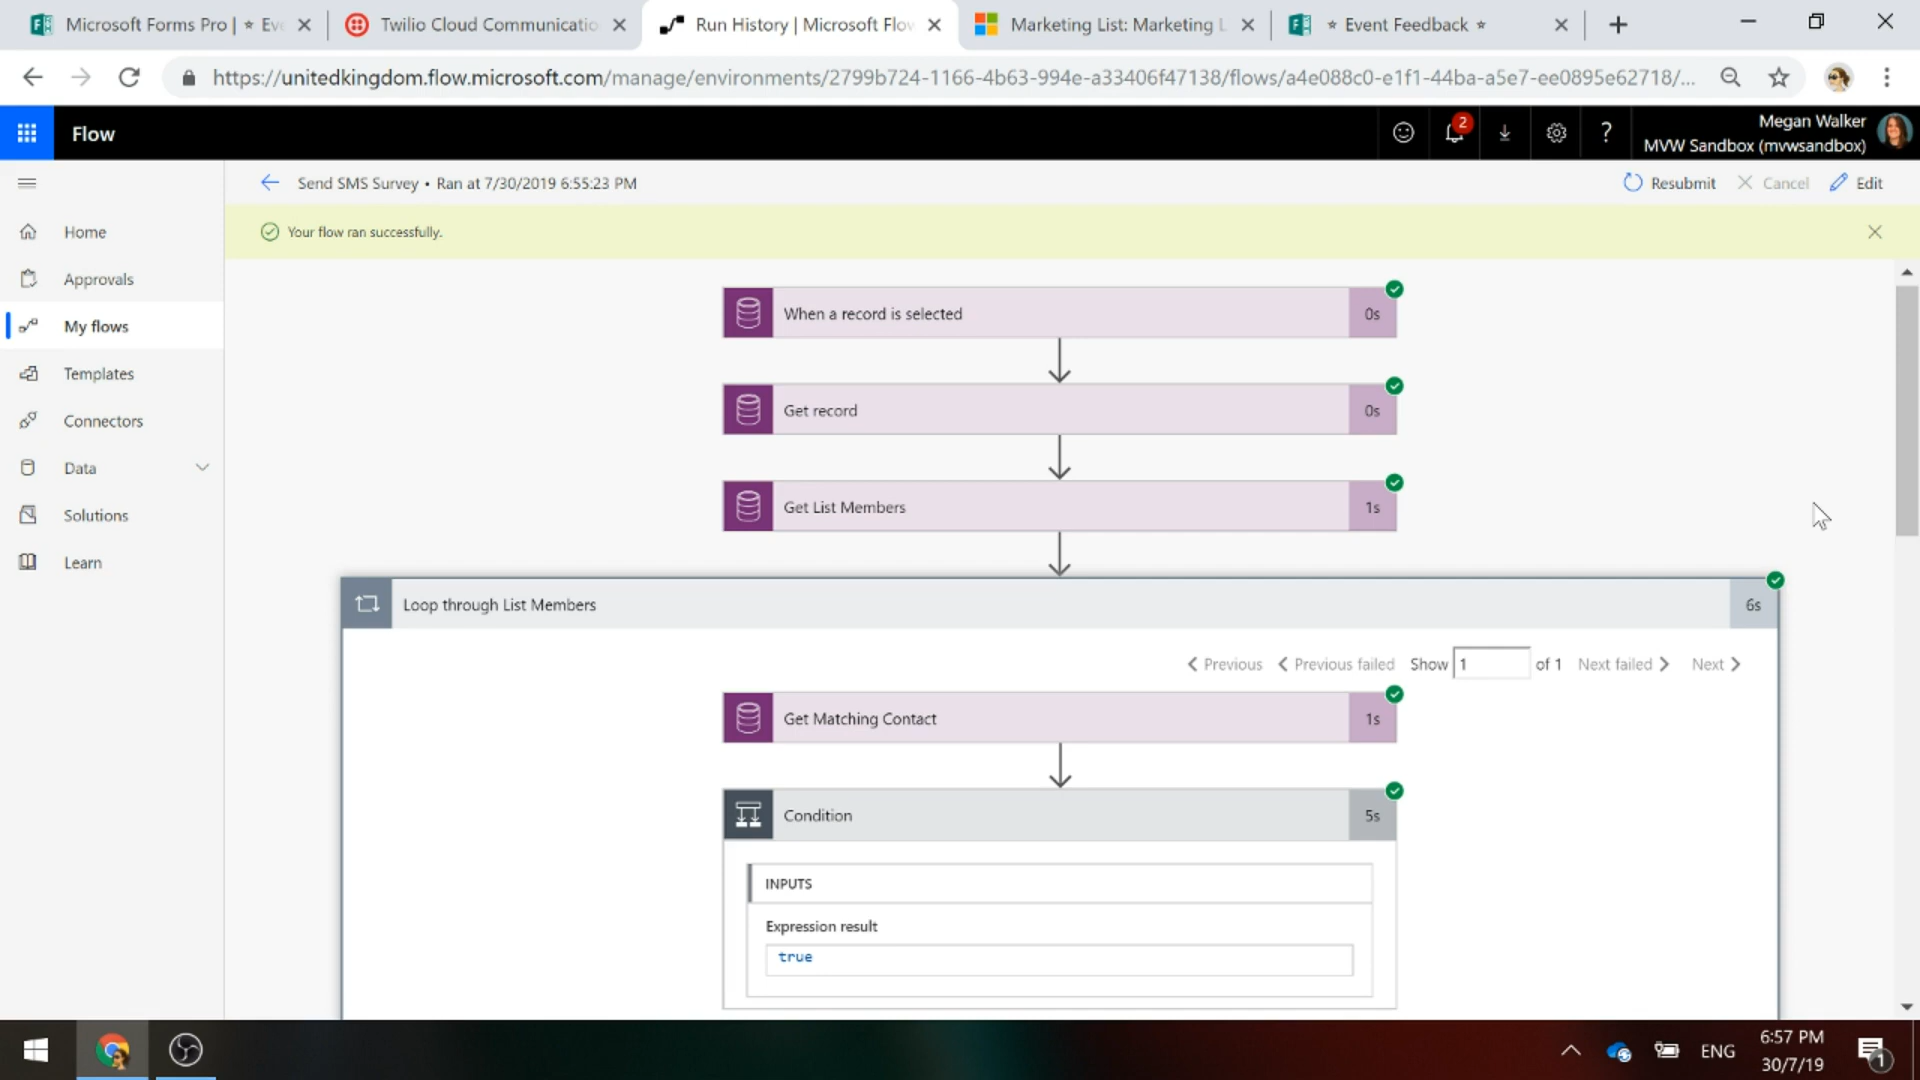 Microsoft Forms Pro | ★ Eve
Twilio Cloud Communicatio
Run History | Microsoft Flow
Marketing List: Marketing L
★ Event Feedback ★
https://unitedkingdom.flow.microsoft.com/manage/environments/2799b724-1166-4b63-994e-a33406f47138/flows/a4e088c0-e1f1-44ba-a5e7-ee0895e62718/...
Flow
2
?
Megan Walker
MVW Sandbox (mvwsandbox)
Send SMS Survey • Ran at 7/30/2019 6:55:23 PM
Resubmit
Cancel
Edit
Your flow ran successfully.
Home
Approvals
My flows
Templates
Connectors
Data
Solutions
Learn
When a record is selected
0s
Get record
0s
Get List Members
1s
Loop through List Members
6s
Previous
Previous failed
Show 1 of 1
Next failed
Next
Get Matching Contact
1s
Condition
5s
INPUTS
Expression result
true
ENG
6:57 PM
30/7/19
1